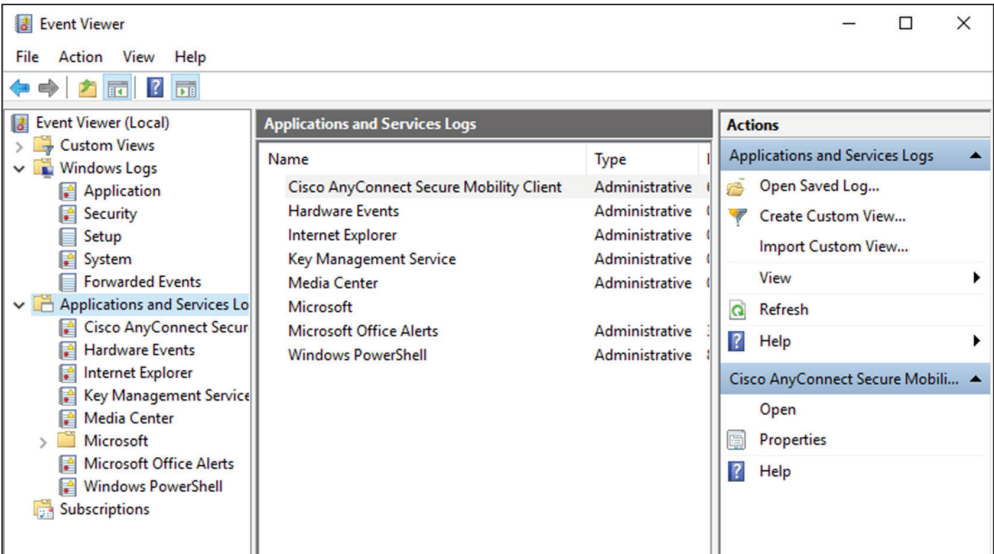 Event Viewer
File Action View Help
Event Viewer (Local)
Custom Views
Windows Logs
Application
Security
Setup
System
Forwarded Events
Applications and Services Lo
Cisco AnyConnect Secur
Hardware Events
Internet Explorer
Key Management Service
Media Center
Microsoft
Microsoft Office Alerts
Windows PowerShell
Subscriptions
Applications and Services Logs
Name Type
Cisco AnyConnect Secure Mobility Client Administrative
Hardware Events Administrative
Internet Explorer Administrative
Key Management Service Administrative
Media Center Administrative
Microsoft
Microsoft Office Alerts Administrative
Windows PowerShell Administrative
Actions
Applications and Services Logs
Open Saved Log...
Create Custom View...
Import Custom View...
View
Refresh
Help
Cisco AnyConnect Secure Mobili...
Open
Properties
Help